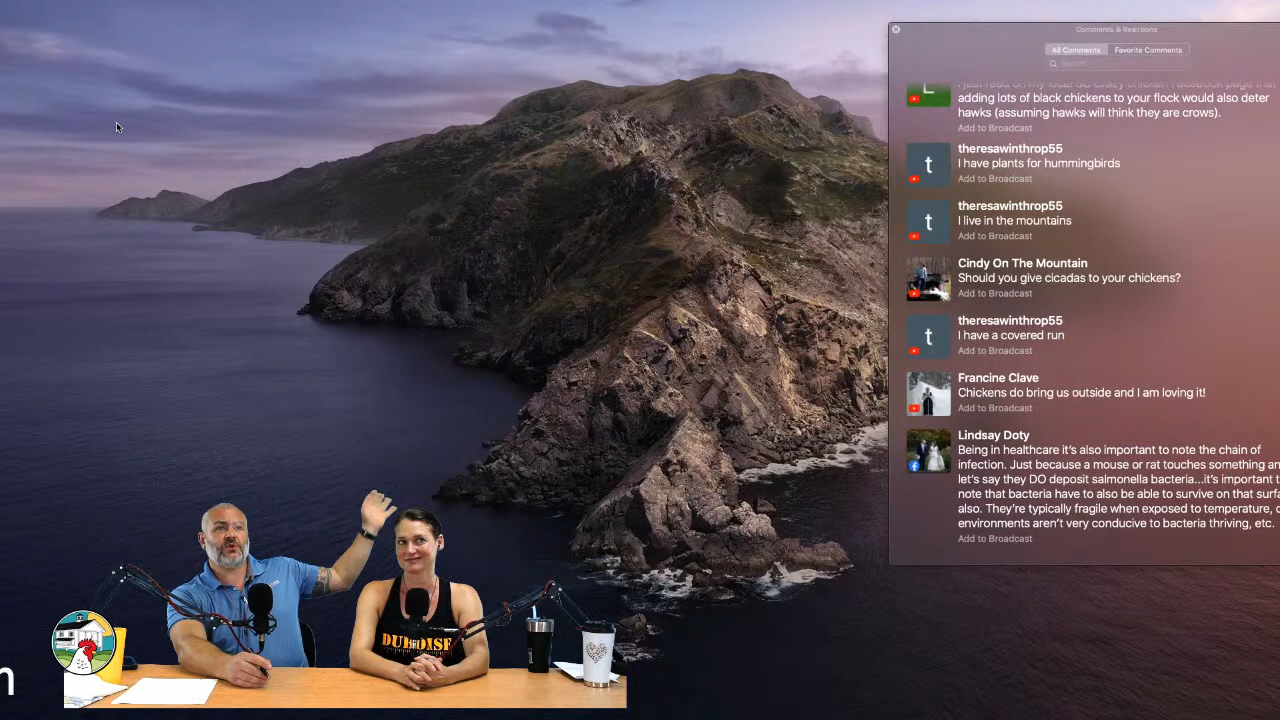 Comments & Reactions
All Comments Favorite Comments
Search
adding lots of black chickens to your flock would also deter
hawks (assuming hawks will think they are crows).
Add to Broadcast
theresawinthrop55
t
I have plants for hummingbirds
Add to Broadcast
theresawinthrop55
t
I live in the mountains
Add to Broadcast
Cindy On The Mountain
Should you give cicadas to your chickens?
Add to Broadcast
theresawinthrop55
t
I have a covered run
Add to Broadcast
Francine Clave
Chickens do bring us outside and I am loving it!
Add to Broadcast
Lindsay Doty
Being in healthcare it's also important to note the chain of
infection. Just because a mouse or rat touches something an
let's say they DO deposit salmonella bacteria...it's important t
note that bacteria have to also be able to survive on that surfa
also. They're typically fragile when exposed to temperature, c
environments aren't very conducive to bacteria thriving, etc.
Add to Broadcast
n